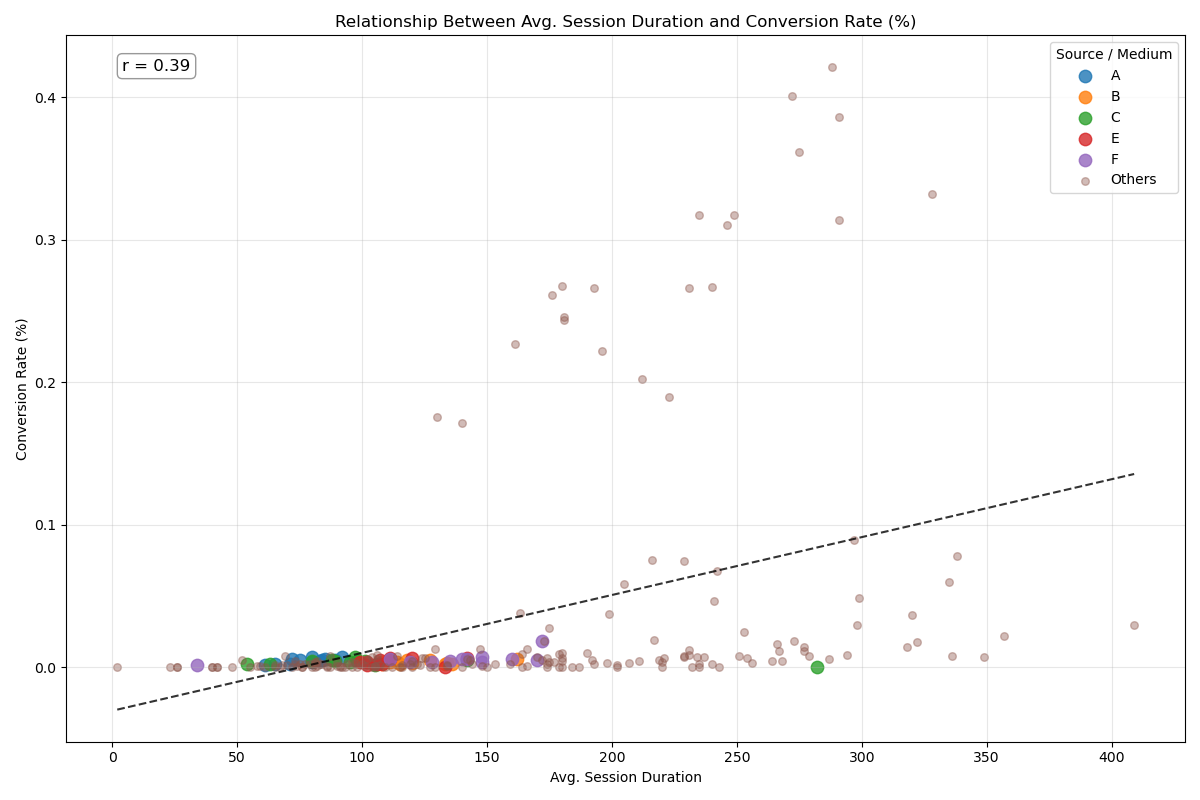 Relationship Between Avg. Session Duration and Conversion Rate (%)
r = 0.39
Source / Medium
A
B
C
E
F
Others
Conversion Rate (%)
0.4
0.3
0.2
0.1
0.0
0 50 100 150 200 250 300 350 400
Avg. Session Duration